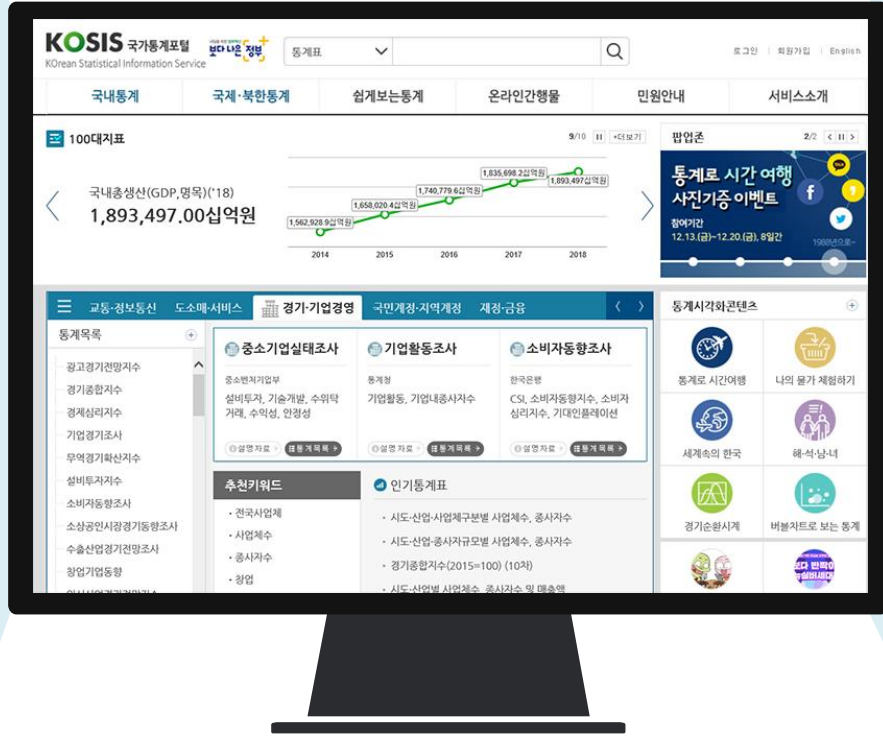 KOSIS 국가통계포털
KOrean Statistical Information Service
보다 나은 정부
통계표
로그인 | 회원가입 | English
국내통계 국제·북한통계 쉽게보는통계 온라인간행물 민원안내 서비스소개
100대지표
9/10 +더보기
국내총생산(GDP,명목)('18)
1,893,497.00십억원
1,562,928.9십억원
1,658,020.4십억원
1,740,779.6십억원
1,835,698.2십억원
1,893,497십억원
2014 2015 2016 2017 2018
팝업존 2/2
통계로 시간 여행
사진기증 이벤트
참여기간
12.13.(금)~12.20.(금), 8일간
1988년으로~
교통·정보통신 도소매·서비스 경기·기업경영 국민계정·지역계정 재정·금융
통계목록
광고경기전망지수
경기종합지수
경제심리지수
기업경기조사
무역경기확산지수
설비투자지수
소비자동향조사
소상공인시장경기동향조사
수출산업경기전망조사
창업기업동향
중소기업실태조사
중소벤처기업부
설비투자, 기술개발, 수위탁
거래, 수익성, 안정성
설명자료 통계목록
기업활동조사
통계청
기업활동, 기업내종사자수
설명자료 통계목록
소비자동향조사
한국은행
CSI, 소비자동향지수, 소비자
심리지수, 기대인플레이션
설명자료 통계목록
추천키워드
· 전국사업체
· 사업체수
· 종사자수
· 창업
인기통계표
· 시도·산업·사업체구분별 사업체수, 종사자수
· 시도·산업·종사자규모별 사업체수, 종사자수
· 경기종합지수(2015=100) (10차)
· 시도·산업별 사업체수, 종사자수 및 매출액
통계시각화콘텐츠
통계로 시간여행
나의 물가 체험하기
세계속의 한국
해·석·남·녀
경기순환시계
버블차트로 보는 통계